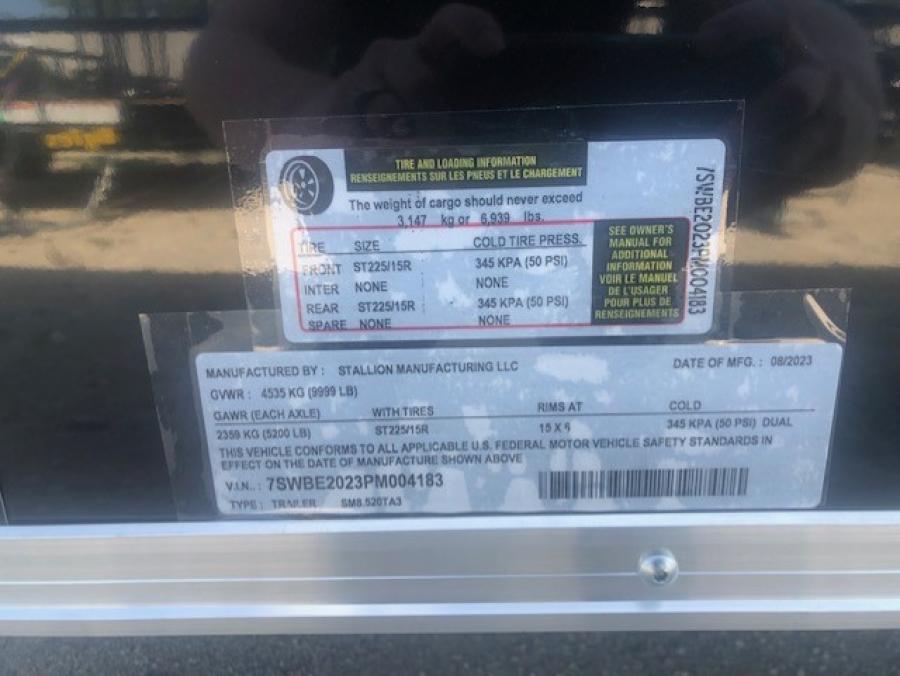 TIRE AND LOADING INFORMATION
RENSEIGNEMENTS SUR LES PNEUS ET LE CHARGEMENT
The weight of cargo should never exceed
3,147 kg or 6,939 lbs.
TIRE SIZE COLD TIRE PRESS.
FRONT ST225/15R 345 KPA (50 PSI)
INTER NONE NONE
REAR ST225/15R 345 KPA (50 PSI)
SPARE NONE NONE
SEE OWNER'S
MANUAL FOR
ADDITIONAL
INFORMATION
VOIR LE MANUEL
DE L'USAGER
POUR PLUS DE
RENSEIGNEMENTS
7SWBE2023PM004183
MANUFACTURED BY : STALLION MANUFACTURING LLC DATE OF MFG. : 08/2023
GVWR : 4535 KG (9999 LB)
GAWR (EACH AXLE) WITH TIRES RIMS AT COLD
2359 KG (5200 LB) ST225/15R 15 X 6 345 KPA (50 PSI) DUAL
THIS VEHICLE CONFORMS TO ALL APPLICABLE U.S. FEDERAL MOTOR VEHICLE SAFETY STANDARDS IN
EFFECT ON THE DATE OF MANUFACTURE SHOWN ABOVE
V.I.N. : 7SWBE2023PM004183
TYPE : TRAILER SM8.520TA3